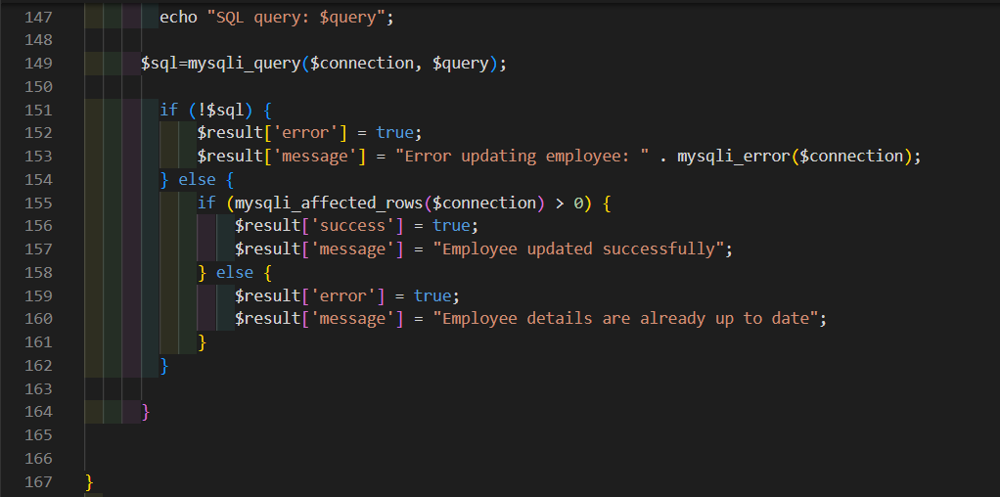 147 echo "SQL query: $query";
148
149 $sql=mysqli_query($connection, $query);
150
151 if (!$sql) {
152 $result['error'] = true;
153 $result['message'] = "Error updating employee: " . mysqli_error($connection);
154 } else {
155 if (mysqli_affected_rows($connection) > 0) {
156 $result['success'] = true;
157 $result['message'] = "Employee updated successfully";
158 } else {
159 $result['error'] = true;
160 $result['message'] = "Employee details are already up to date";
161 }
162 }
163
164 }
165
166
167 }